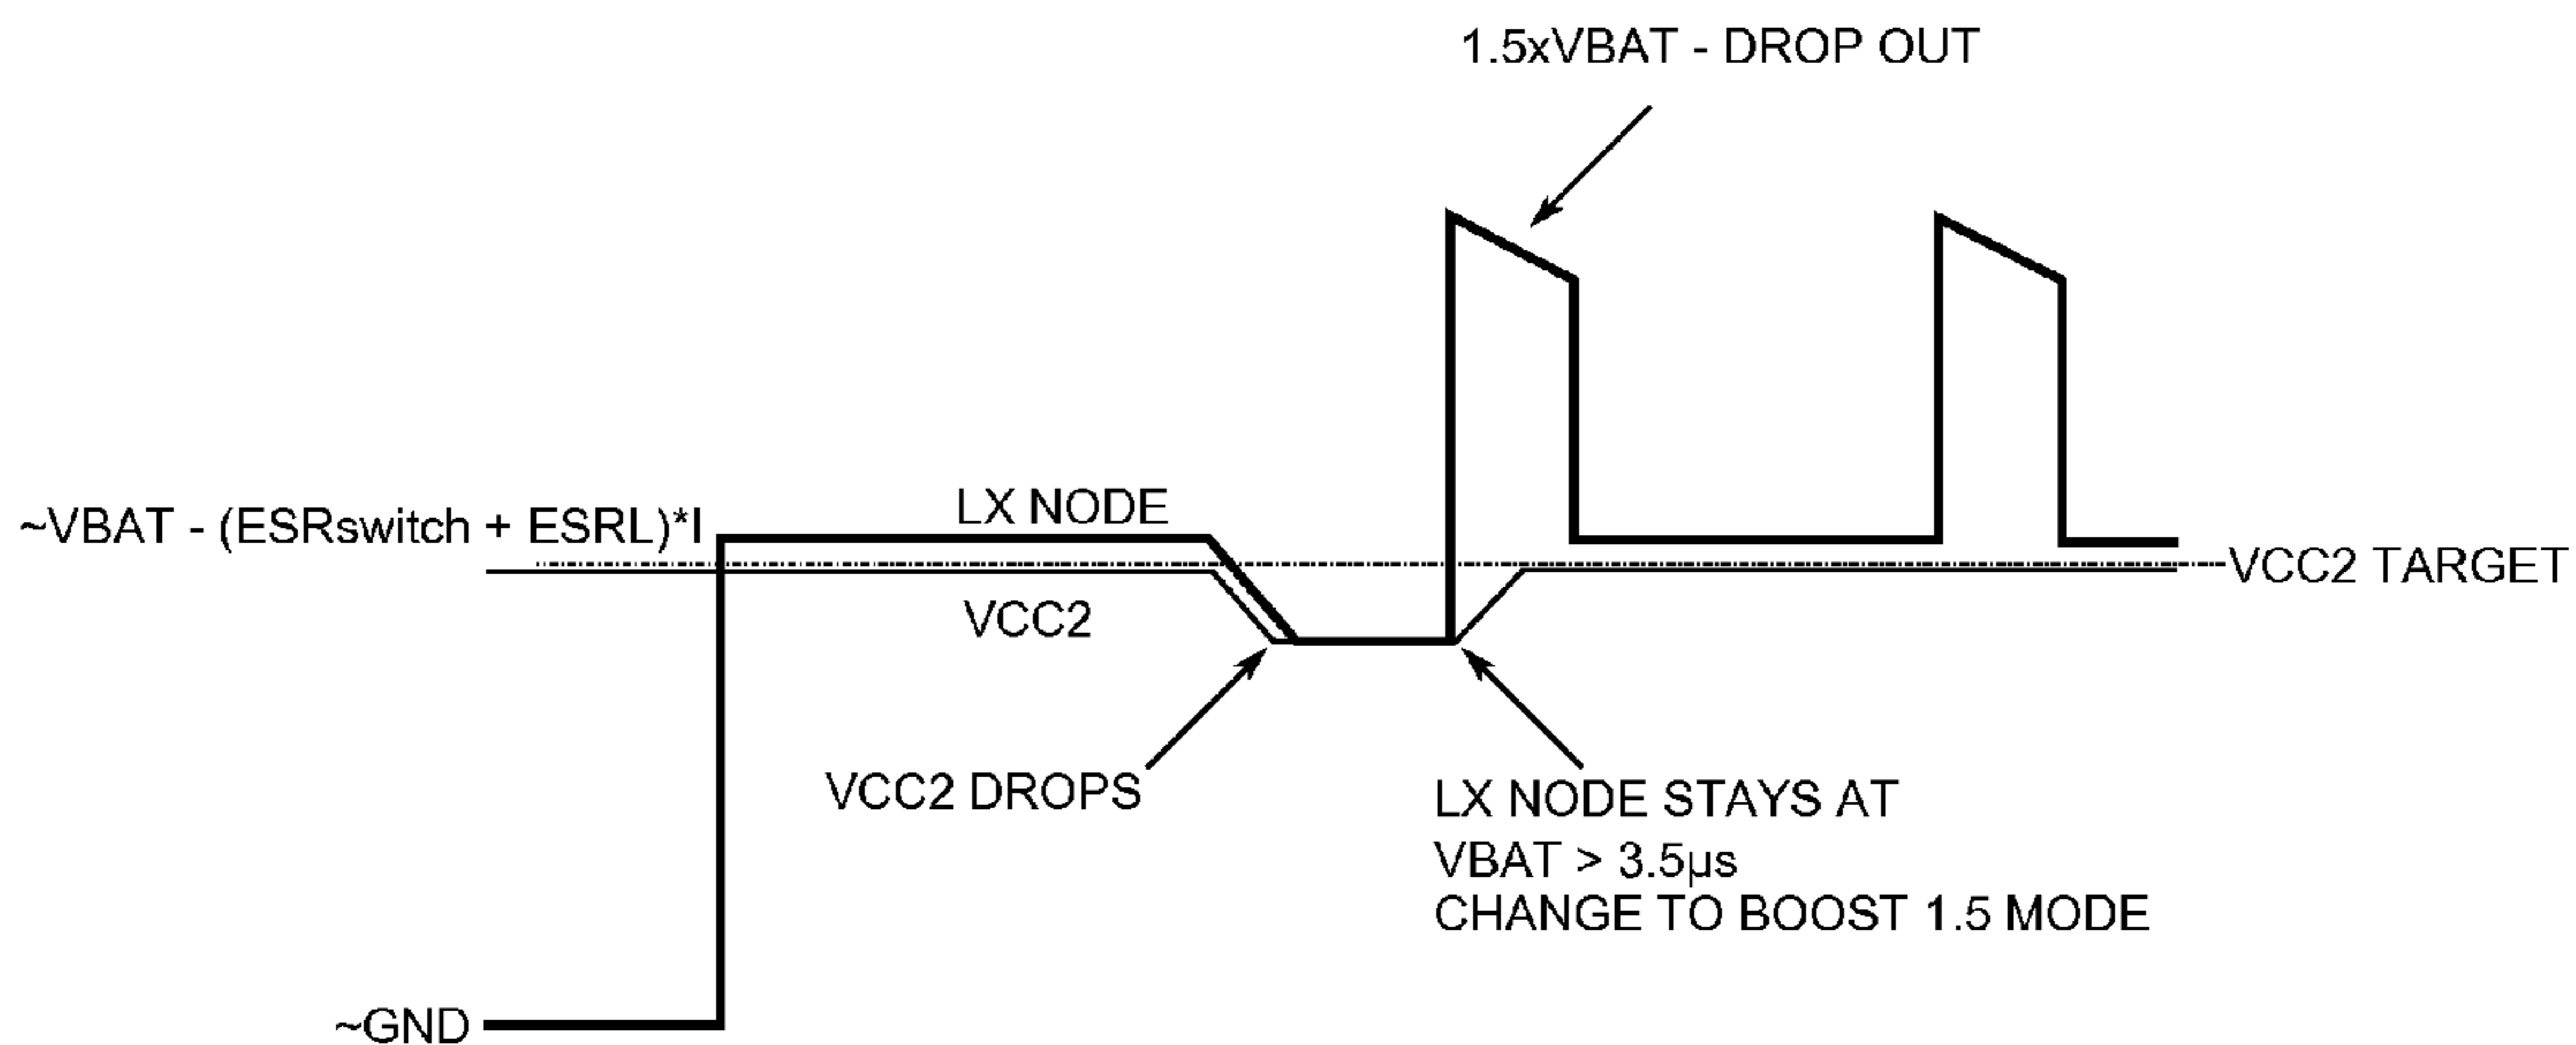 1.5xVBAT - DROP OUT
~VBAT - (ESRswitch + ESRL)*I
LX NODE
VCC2 TARGET
VCC2
VCC2 DROPS
LX NODE STAYS AT
VBAT > 3.5µs
CHANGE TO BOOST 1.5 MODE
~GND